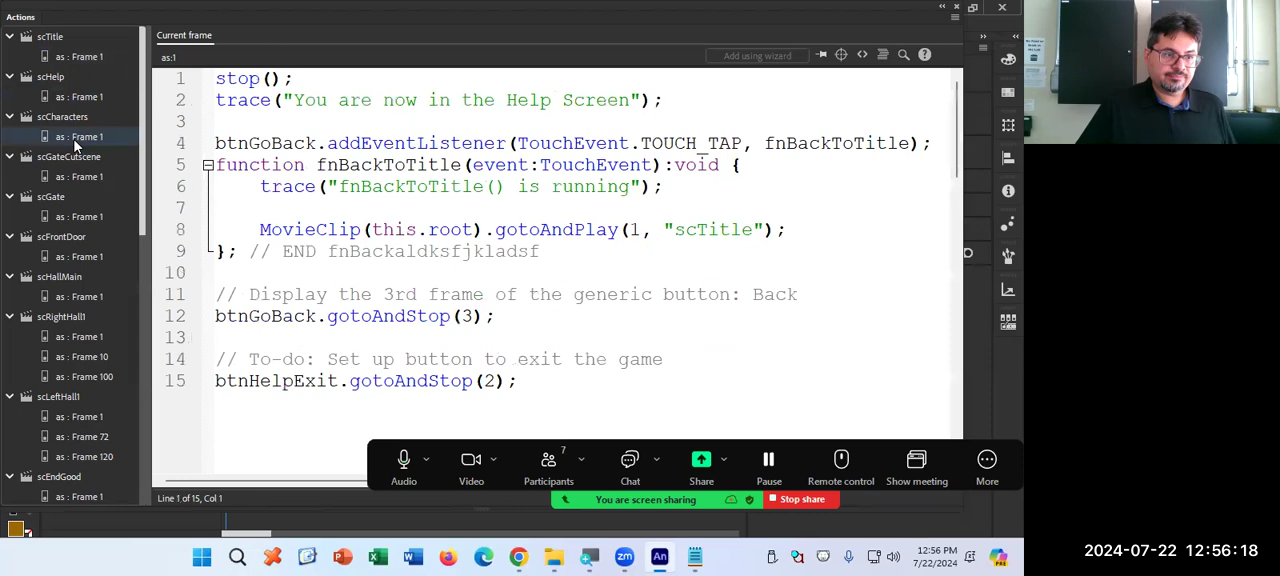 Actions
scTitle
as : Frame 1
scHelp
as : Frame 1
scCharacters
as : Frame 1
scGateCutscene
as : Frame 1
scGate
as : Frame 1
scFrontDoor
as : Frame 1
scHallMain
as : Frame 1
scRightHall1
as : Frame 1
as : Frame 10
as : Frame 100
scLeftHall1
as : Frame 1
as : Frame 72
as : Frame 120
scEndGood
as : Frame 1
Current frame
as:1
Add using wizard
1 stop();
2 trace("You are now in the Help Screen");
3
4 btnGoBack.addEventListener(TouchEvent.TOUCH_TAP, fnBackToTitle);
5 function fnBackToTitle(event:TouchEvent):void {
6 trace("fnBackToTitle() is running");
7
8 MovieClip(this.root).gotoAndPlay(1, "scTitle");
9 }; // END fnBackaldksfjkladsf
10
11 // Display the 3rd frame of the generic button: Back
12 btnGoBack.gotoAndStop(3);
13
14 // To-do: Set up button to exit the game
15 btnHelpExit.gotoAndStop(2);
Line 1 of 15, Col 1
7
Audio Video Participants Chat Share Pause Remote control Show meeting More
You are screen sharing Stop share
12:56 PM
7/22/2024
2024-07-22 12:56:18